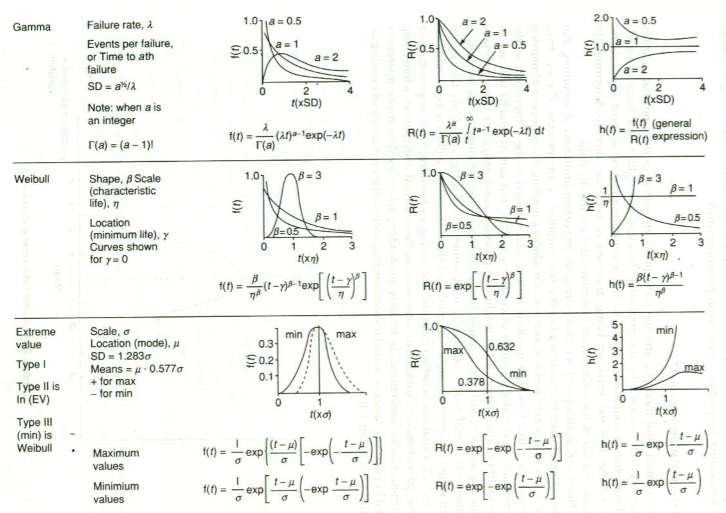 Gamma
Failure rate, λ
Events per failure,
or Time to ath
failure
SD = a^½/λ
Note: when a is
an integer
Γ(a) = (a − 1)!
f(t)
1.0
0.5
a = 0.5
a = 1
a = 2
0 2 4
t(xSD)
f(t) = λ/Γ(a) (λt)^a−1 exp(−λt)
R(t)
1.0
0.5
a = 2
a = 1
a = 0.5
0 2 4
t(xSD)
R(t) = λ^a/Γ(a) ∫_t^∞ t^a−1 exp(−λt) dt
h(t)
2.0
1.0
a = 0.5
a = 1
a = 2
0 2 4
t(xSD)
h(t) = f(t)/R(t) (general
expression)
Weibull
Shape, β Scale
(characteristic
life), η
Location
(minimum life), γ
Curves shown
for γ = 0
f(t)
1.0
β = 3
β = 1
β = 0.5
0 1 2 3
t(xη)
f(t) = β/η^β (t−γ)^β−1 exp[(t−γ/η)^β]
R(t)
1.0
β = 3
β = 1
β = 0.5
0 1 2 3
t(xη)
R(t) = exp[−(t−γ/η)^β]
h(t)
1/η
β = 3
β = 1
β = 0.5
0 1 2 3
t(xη)
h(t) = β(t−γ)^β−1/η^β
Extreme
value
Type I
Type II is
ln (EV)
Type III
(min) is
Weibull
Scale, σ
Location (mode), μ
SD = 1.283σ
Means = μ · 0.577σ
+ for max
− for min
f(t)
0.3
0.2
0.1
min
max
0 1
t(xσ)
R(t)
1.0
max
0.632
0.378
min
0 1
t(xσ)
h(t)
5
4
3
2
1
min
max
0 1
t(xσ)
Maximum
values
f(t) = 1/σ exp{(t−μ)/σ [−exp(−t−μ/σ)]}
R(t) = exp[−exp(−t−μ/σ)]
h(t) = 1/σ exp(−t−μ/σ)
Minimium
values
f(t) = 1/σ exp[t−μ/σ (−exp t−μ/σ)]
R(t) = exp[−exp(t−μ/σ)]
h(t) = 1/σ exp(t−μ/σ)